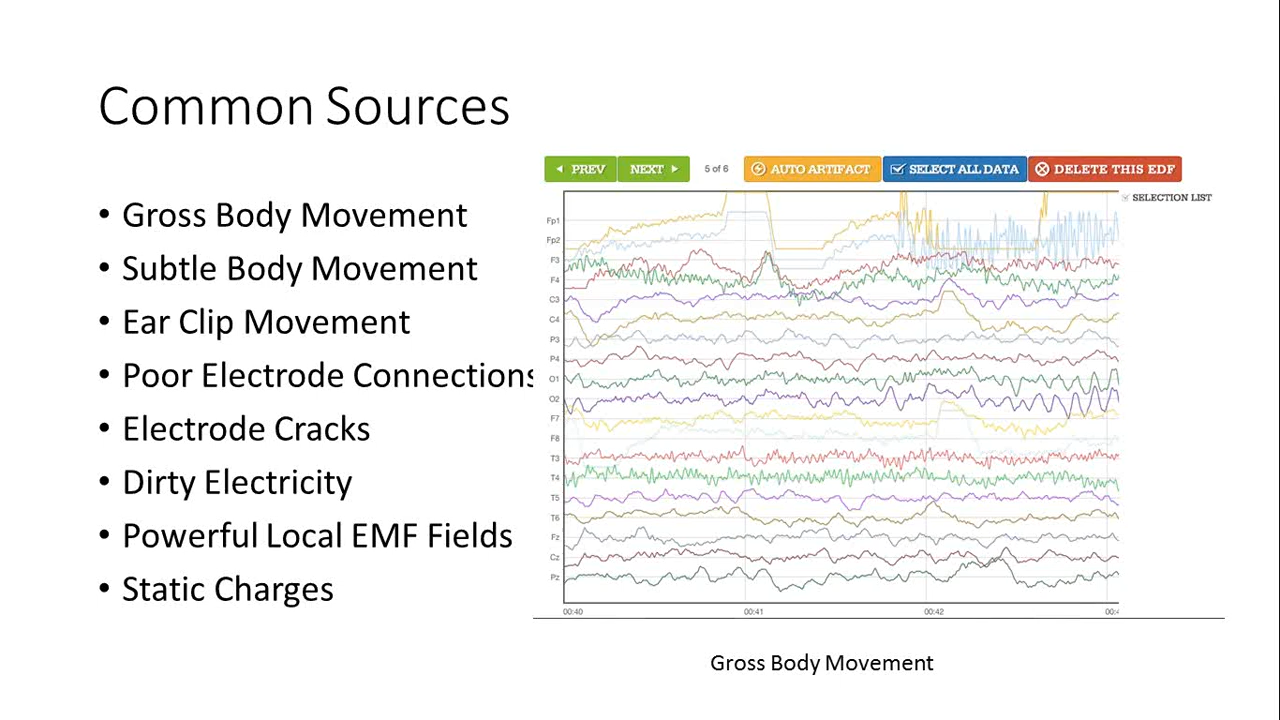 Common Sources
• Gross Body Movement
• Subtle Body Movement
• Ear Clip Movement
• Poor Electrode Connections
• Electrode Cracks
• Dirty Electricity
• Powerful Local EMF Fields
• Static Charges
PREV NEXT 5 of 6 AUTO ARTIFACT SELECT ALL DATA DELETE THIS EDF
SELECTION LIST
Fp1
Fp2
F3
F4
C3
C4
P3
P4
O1
O2
F7
F8
T3
T4
T5
T6
Fz
Cz
Pz
00:40 00:41 00:42 00:4
Gross Body Movement